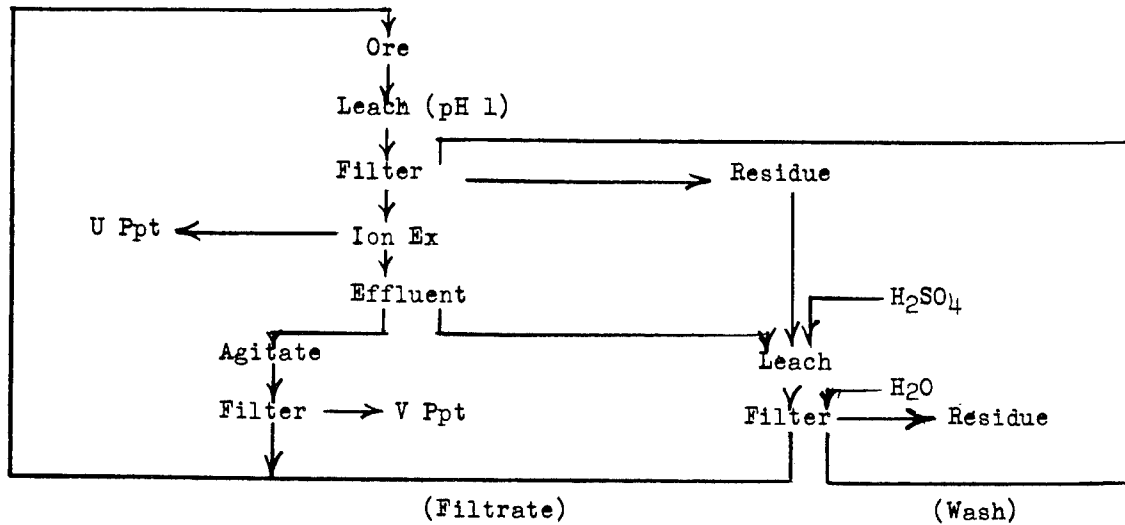 Ore
Leach (pH 1)
Filter
Residue
U Ppt
Ion Ex
Effluent
H₂SO₄
Agitate
Leach
H₂O
Filter
V Ppt
Filter
Residue
(Filtrate)
(Wash)